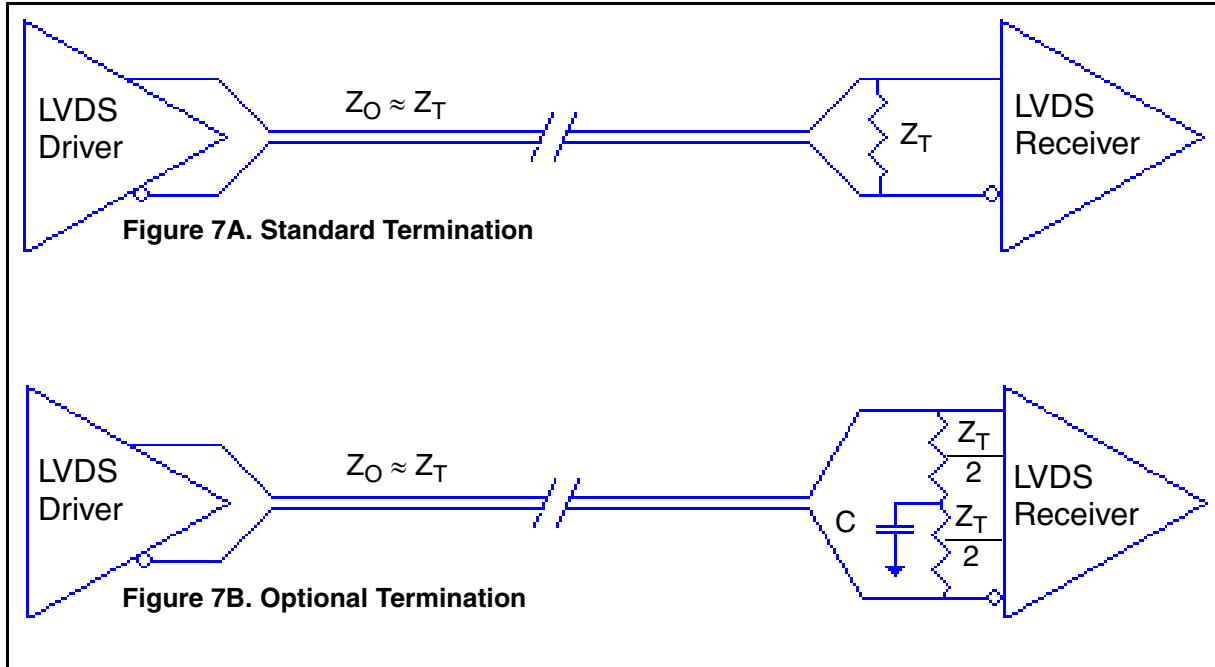 LVDS
Driver
Z_O ≈ Z_T
Z_T
LVDS
Receiver
Figure 7A. Standard Termination
LVDS
Driver
Z_O ≈ Z_T
C
Z_T
2
Z_T
2
LVDS
Receiver
Figure 7B. Optional Termination